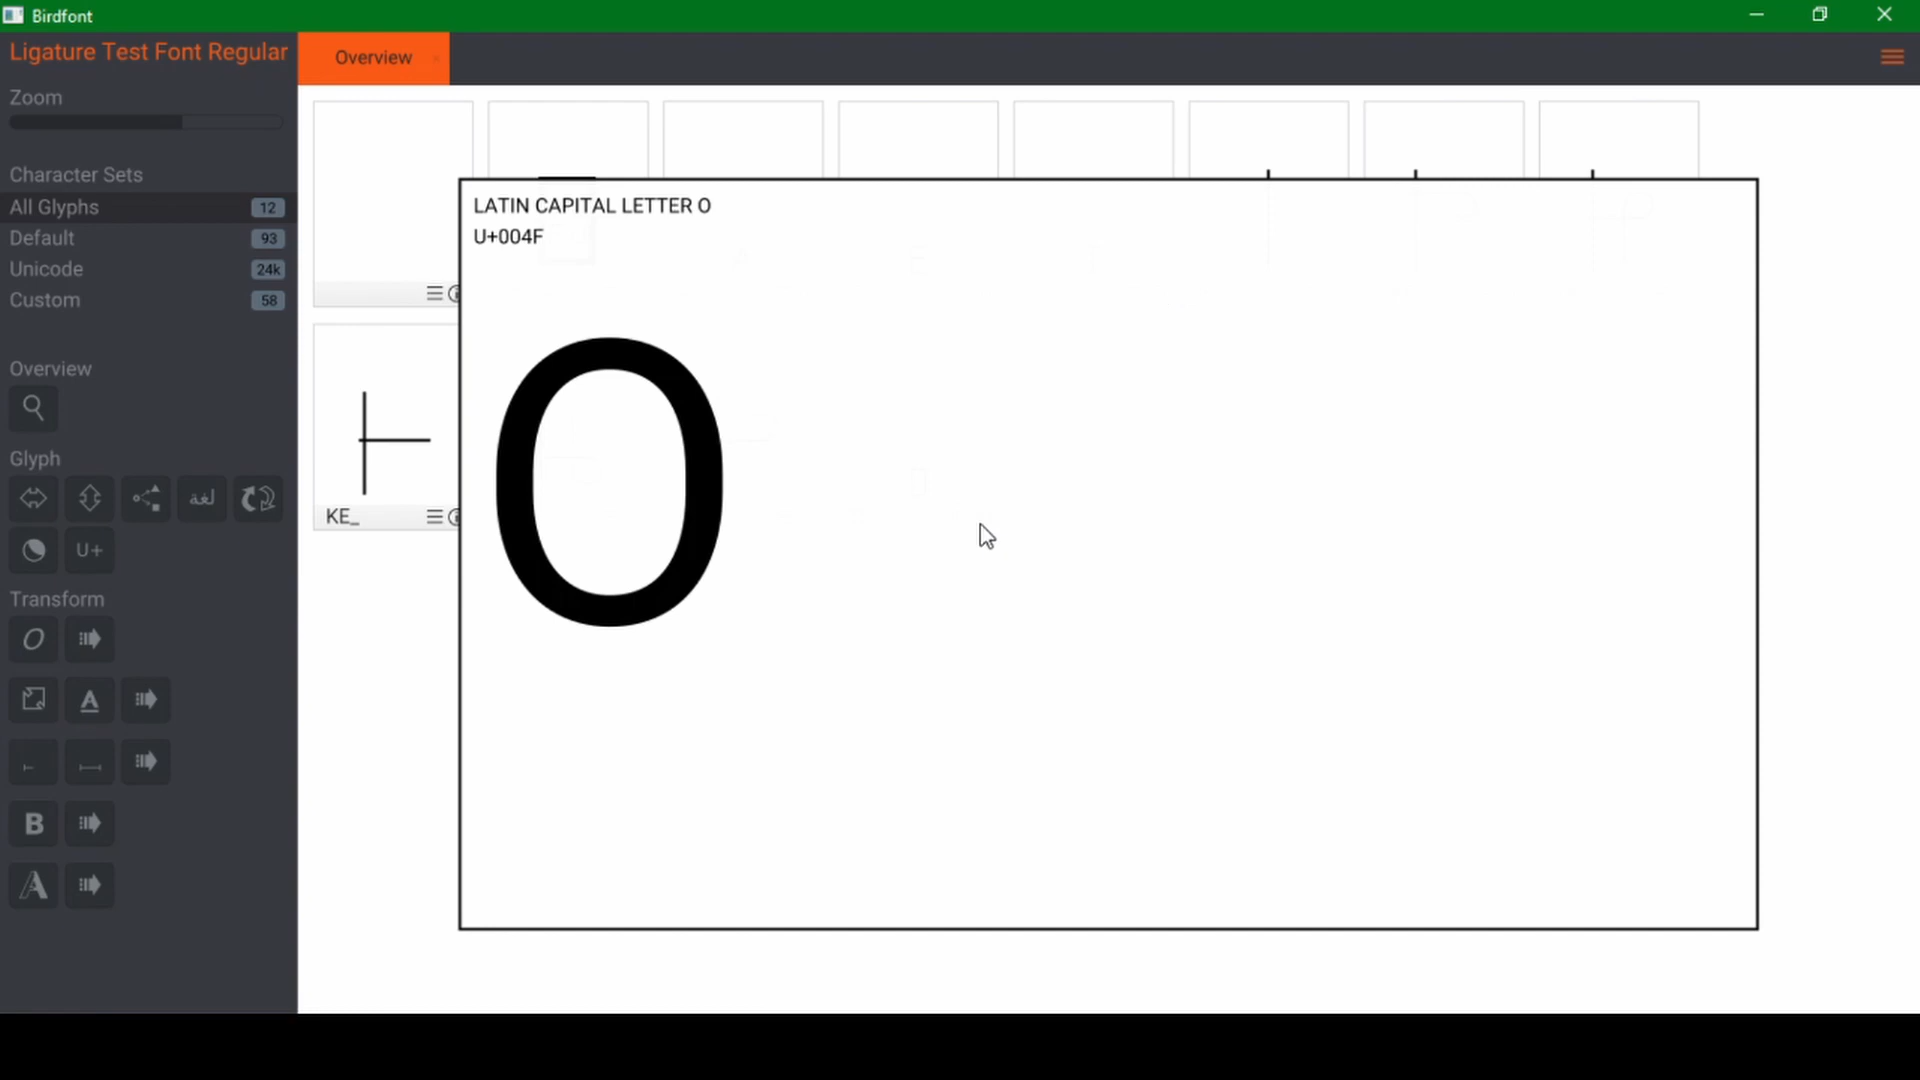 Birdfont
Ligature Test Font Regular
Overview
Zoom
Character Sets
All Glyphs 12
Default 93
Unicode 24k
Custom 58
Overview
Glyph
لغة
U+
Transform
O
A
B
A
KE_
LATIN CAPITAL LETTER O
U+004F
O